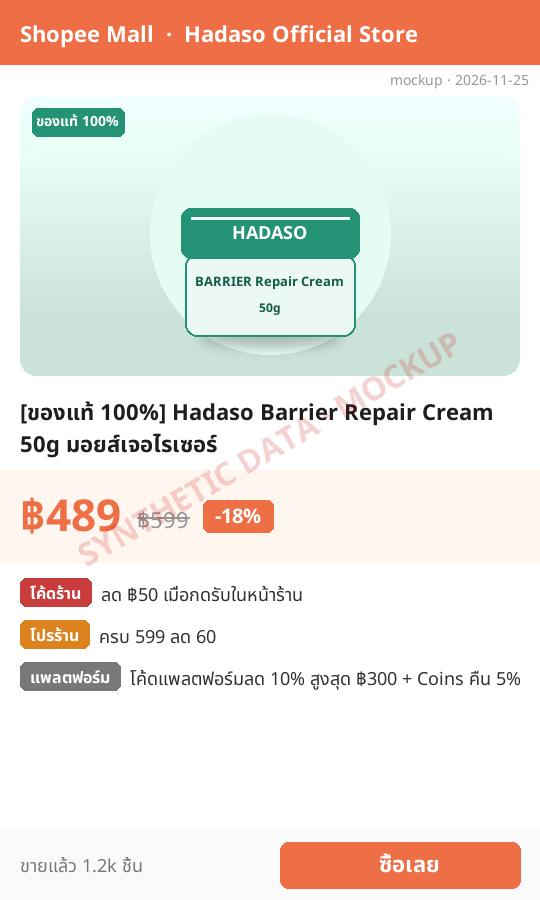 Shopee Mall · Hadaso Official Store
mockup · 2026-11-25
ของแท้ 100%
HADASO
BARRIER Repair Cream
50g
[ของแท้ 100%] Hadaso Barrier Repair Cream
50g มอยส์เจอไรเซอร์
SYNTHETIC DATA · MOCKUP
฿489 ฿599 -18%
โค้ดร้าน ลด ฿50 เมื่อกดรับในหน้าร้าน
โปรร้าน ครบ 599 ลด 60
แพลตฟอร์ม โค้ดแพลตฟอร์มลด 10% สูงสุด ฿300 + Coins คืน 5%
ขายแล้ว 1.2k ชิ้น ซื้อเลย